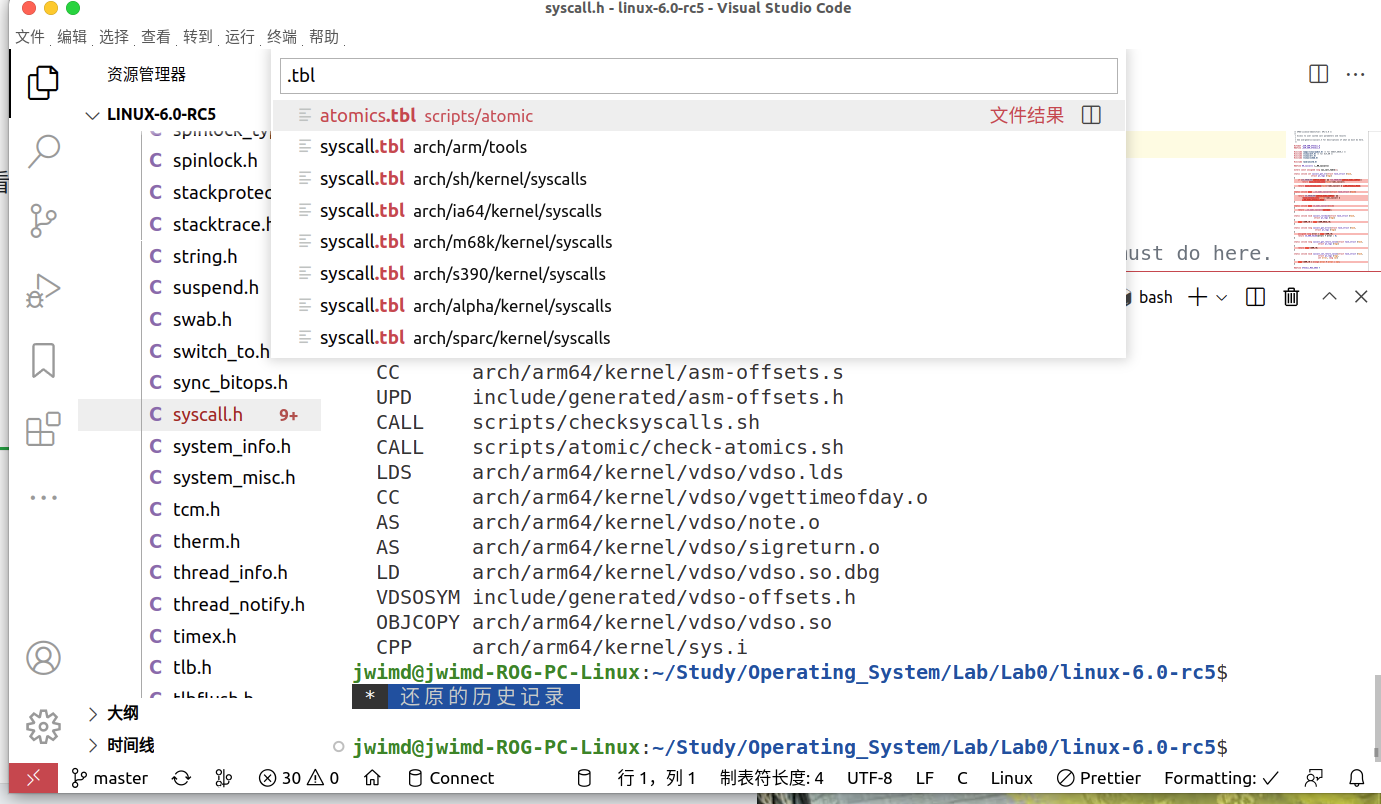 syscall.h - linux-6.0-rc5 - Visual Studio Code
文件 编辑 选择 查看 转到 运行 终端 帮助
资源管理器
LINUX-6.0-RC5
.tbl
atomics.tbl scripts/atomic 文件结果
syscall.tbl arch/arm/tools
syscall.tbl arch/sh/kernel/syscalls
syscall.tbl arch/ia64/kernel/syscalls
syscall.tbl arch/m68k/kernel/syscalls
syscall.tbl arch/s390/kernel/syscalls
syscall.tbl arch/alpha/kernel/syscalls
syscall.tbl arch/sparc/kernel/syscalls
must do here.
bash
C spinlock.h
C stackprotec
C stacktrace.h
C string.h
C suspend.h
C swab.h
C switch_to.h
C sync_bitops.h
C syscall.h 9+
C system_info.h
C system_misc.h
C tcm.h
C therm.h
C thread_info.h
C thread_notify.h
C timex.h
C tlb.h
C tlbflush.h
大纲
时间线
CC arch/arm64/kernel/asm-offsets.s
UPD include/generated/asm-offsets.h
CALL scripts/checksyscalls.sh
CALL scripts/atomic/check-atomics.sh
LDS arch/arm64/kernel/vdso/vdso.lds
CC arch/arm64/kernel/vdso/vgettimeofday.o
AS arch/arm64/kernel/vdso/note.o
AS arch/arm64/kernel/vdso/sigreturn.o
LD arch/arm64/kernel/vdso/vdso.so.dbg
VDSOSYM include/generated/vdso-offsets.h
OBJCOPY arch/arm64/kernel/vdso/vdso.so
CPP arch/arm64/kernel/sys.i
jwimd@jwimd-ROG-PC-Linux:~/Study/Operating_System/Lab/Lab0/linux-6.0-rc5$
* 还原的历史记录
jwimd@jwimd-ROG-PC-Linux:~/Study/Operating_System/Lab/Lab0/linux-6.0-rc5$
master 30 0 Connect 行 1，列 1 制表符长度: 4 UTF-8 LF C Linux Prettier Formatting: ✓